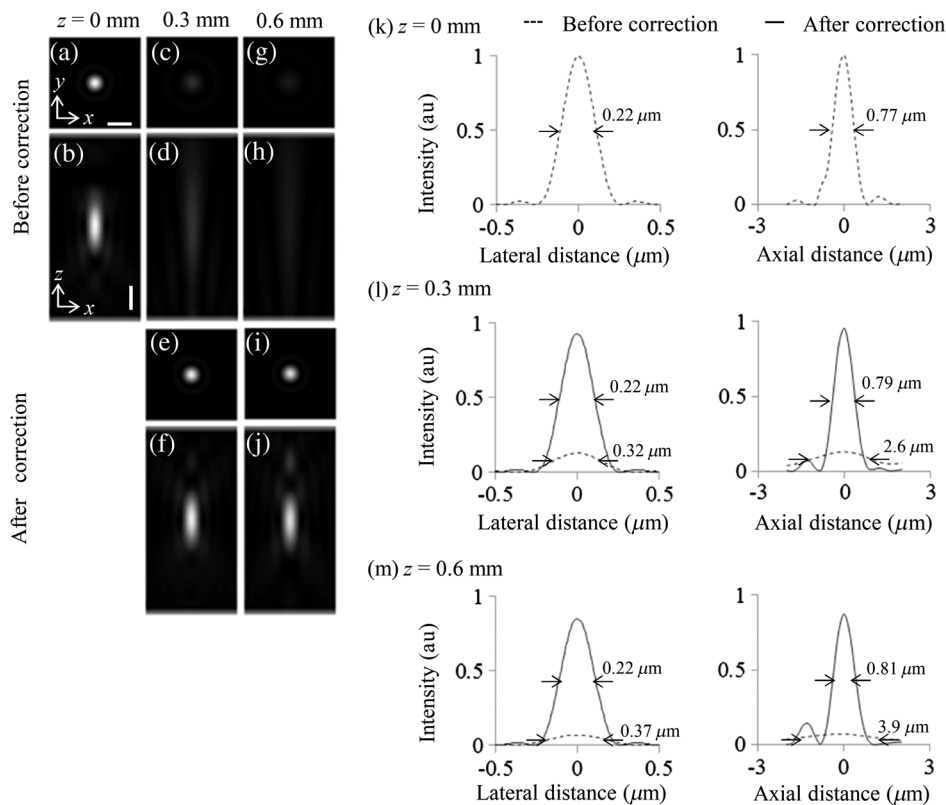 z = 0 mm 0.3 mm 0.6 mm
(a) (c) (g)
y
x
(b) (d) (h)
z
x
Before correction
(e) (i)
(f) (j)
After correction
(k) z = 0 mm
Before correction After correction
1
0.5
0
Intensity (au)
0.22 μm
-0.5 0 0.5
Lateral distance (μm)
1
0.5
0
0.77 μm
-3 0 3
Axial distance (μm)
(l) z = 0.3 mm
1
0.5
0
Intensity (au)
0.22 μm
0.32 μm
-0.5 0 0.5
Lateral distance (μm)
1
0.5
0
0.79 μm
2.6 μm
-3 0 3
Axial distance (μm)
(m) z = 0.6 mm
1
0.5
0
Intensity (au)
0.22 μm
0.37 μm
-0.5 0 0.5
Lateral distance (μm)
1
0.5
0
0.81 μm
3.9 μm
-3 0 3
Axial distance (μm)